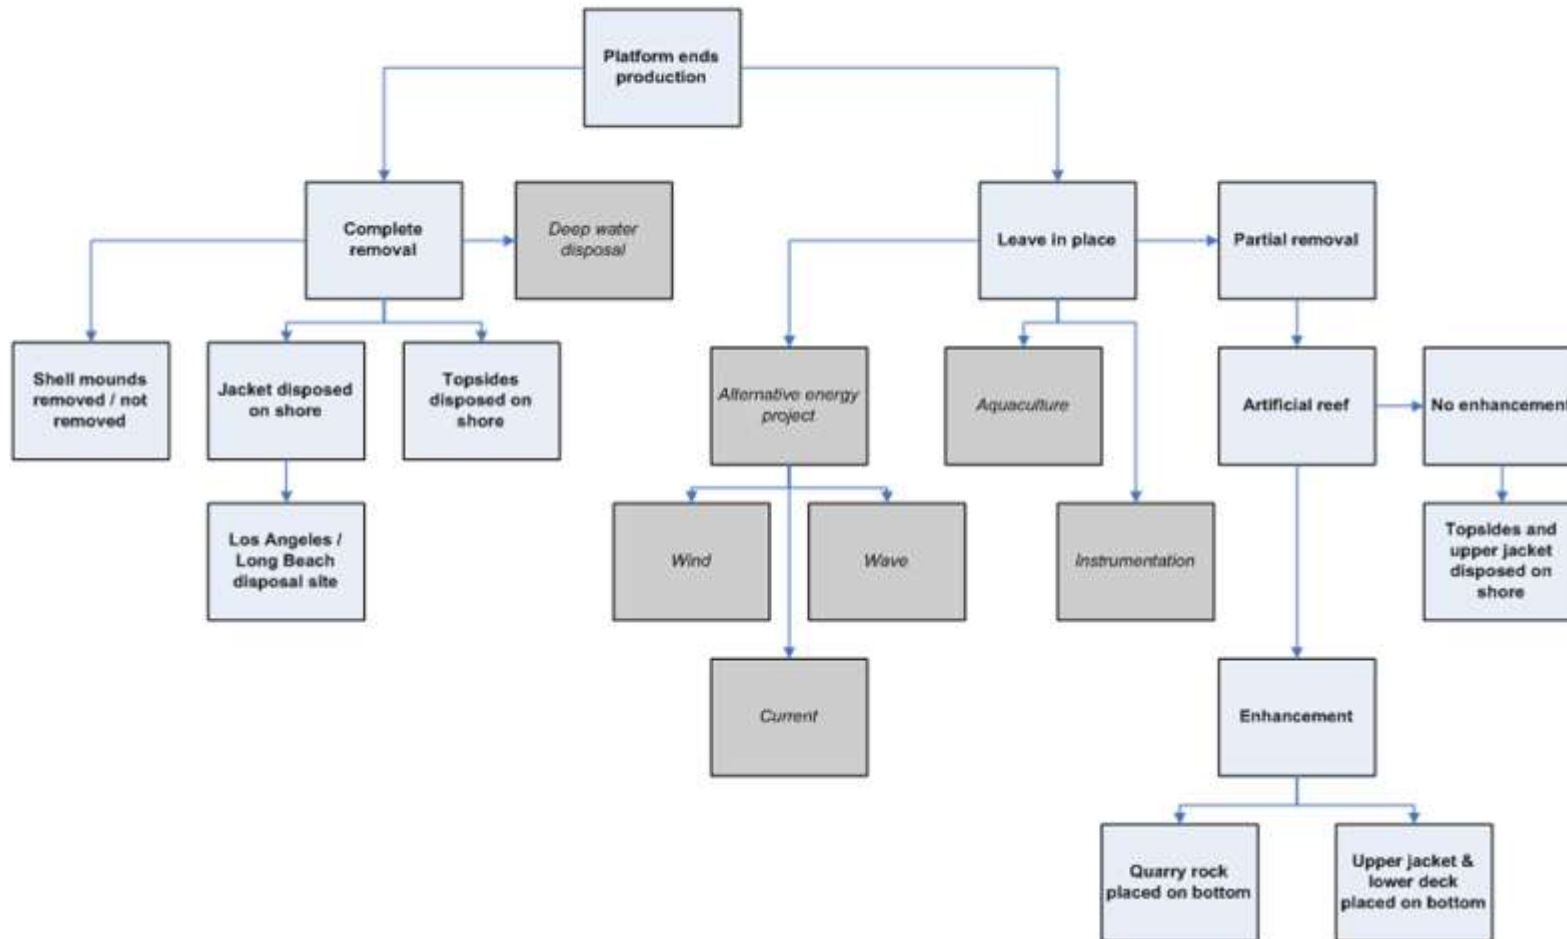 Platform ends
production
Complete
removal
Deep water
disposal
Leave in place
Partial removal
Shell mounds
removed / not
removed
Jacket disposed
on shore
Topsides
disposed on
shore
Alternative energy
project
Aquaculture
Artificial reef
No enhancement
Los Angeles /
Long Beach
disposal site
Wind
Wave
Instrumentation
Topsides and
upper jacket
disposed on
shore
Current
Enhancement
Quarry rock
placed on bottom
Upper jacket &
lower deck
placed on bottom